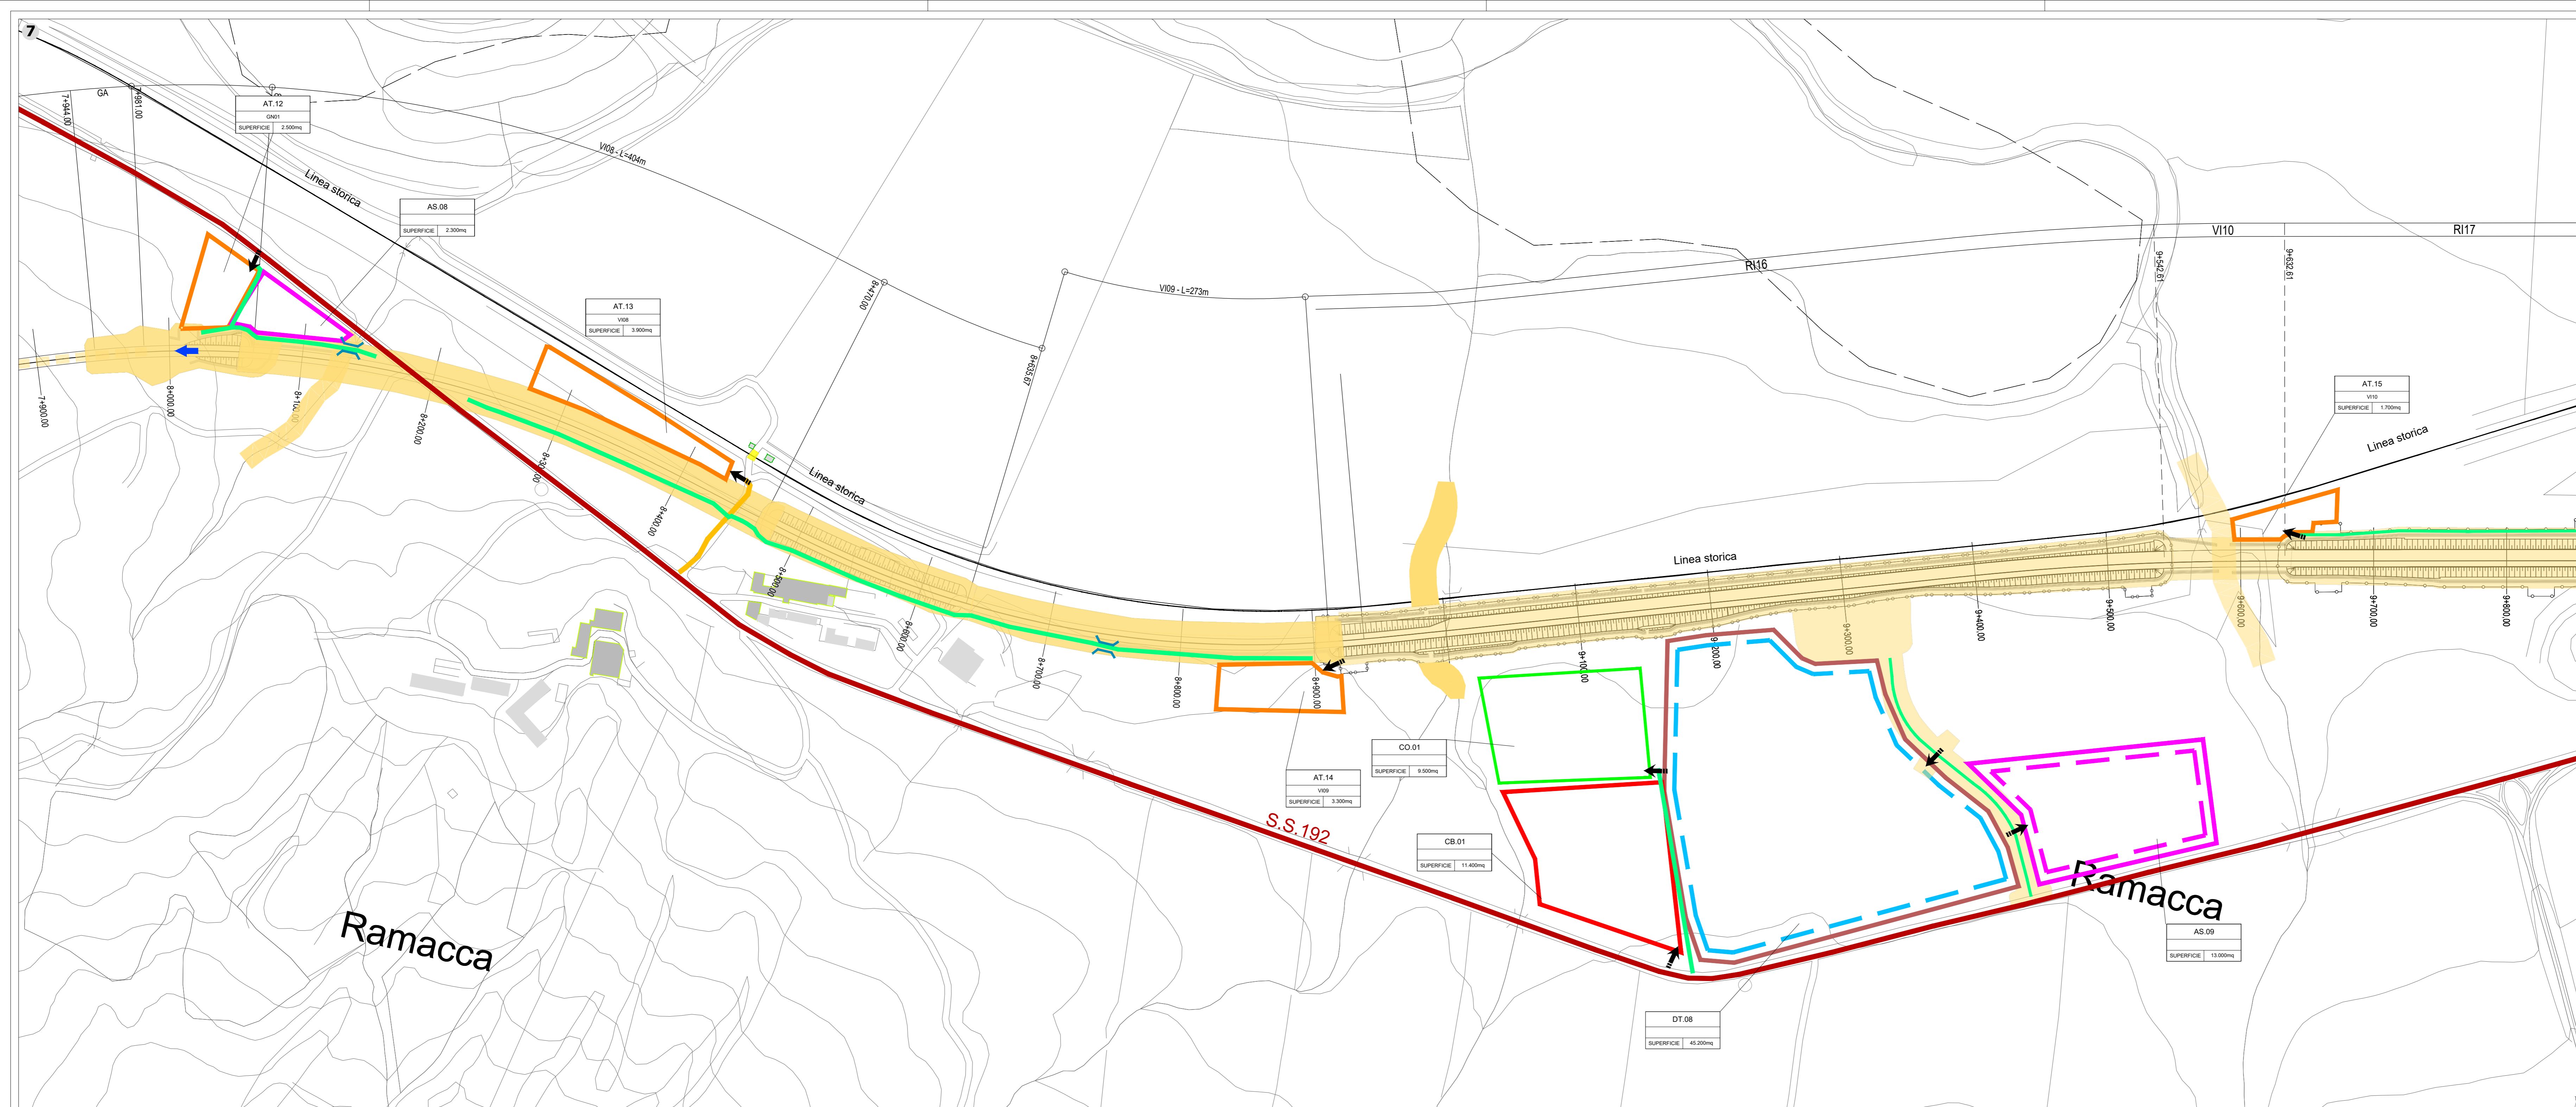 7
GA
7+944.00
7+981.00
AT.12
GN01
SUPERFICIE 2.500mq
Linea storica
AS.08
SUPERFICIE 2.300mq
VI08 - L=404m
AT.13
VI08
SUPERFICIE 3.900mq
8+470.00
8+635.67
VI09 - L=273m
RI16
VI10
RI17
9+542.61
9+632.61
AT.15
VI10
SUPERFICIE 1.700mq
Linea storica
Linea storica
Linea storica
7+900.00
8+000.00
8+100.00
8+200.00
8+300.00
8+400.00
8+500.00
8+600.00
8+700.00
8+800.00
8+900.00
9+100.00
9+200.00
9+300.00
9+400.00
9+500.00
9+600.00
9+700.00
9+800.00
CO.01
SUPERFICIE 9.500mq
AT.14
VI09
SUPERFICIE 3.300mq
S.S.192
CB.01
SUPERFICIE 11.400mq
Ramacca
Ramacca
AS.09
SUPERFICIE 13.000mq
DT.08
SUPERFICIE 45.200mq